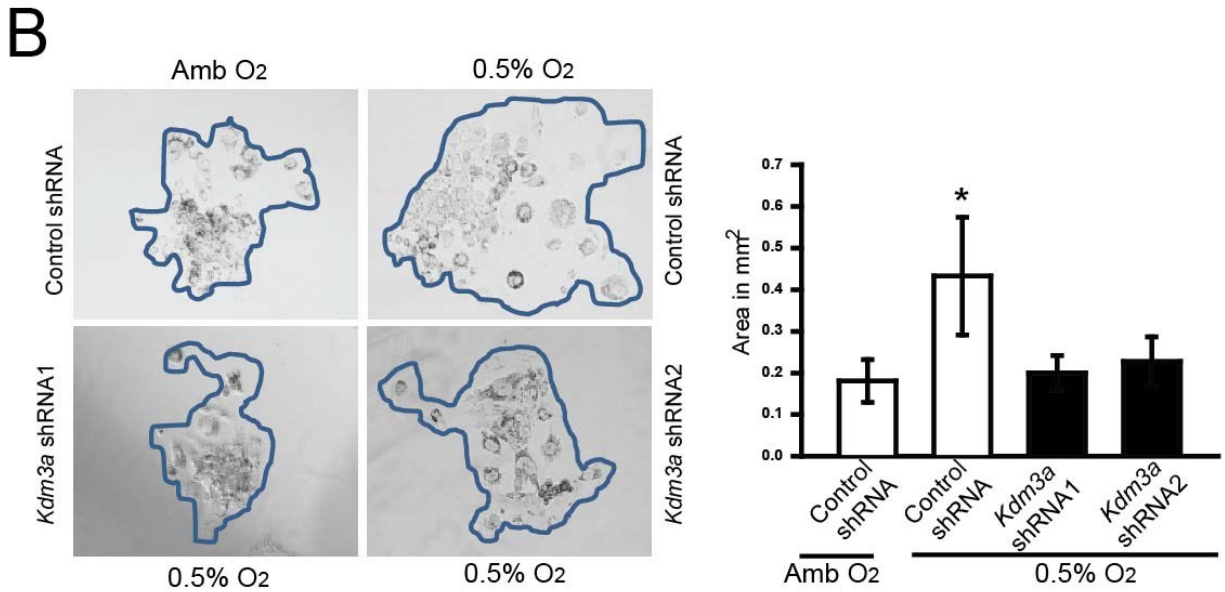 B
Amb O2
0.5% O2
Control shRNA
Control shRNA
Kdm3a shRNA1
Kdm3a shRNA2
0.5% O2
0.5% O2
Area in mm2
0.7
0.6
0.5
0.4
0.3
0.2
0.1
0.0
*
Control
shRNA
Control
shRNA
Kdm3a
shRNA1
Kdm3a
shRNA2
Amb O2
0.5% O2